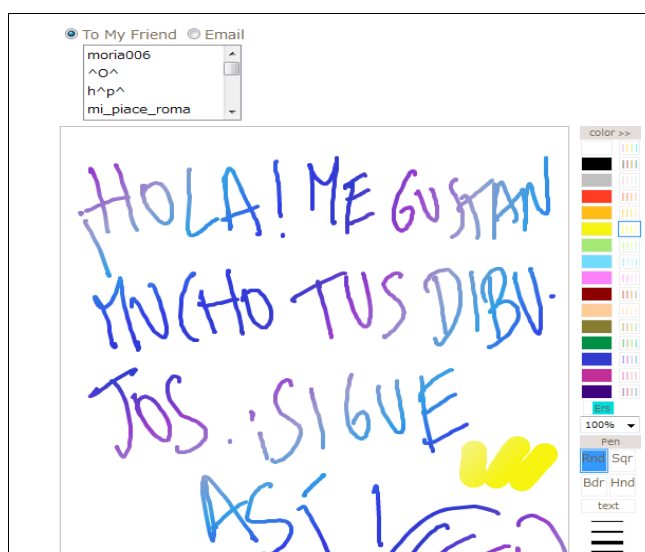 To My Friend Email
moria006
^O^
h^p^
mi_piace_roma
color >>
¡HOLA! ME GUSTAN
MUCHO TUS DIBU-
JOS. ¡SIGUE
ASÍ!
Ers
100%
Pen
Rnd Sqr
Bdr Hnd
text